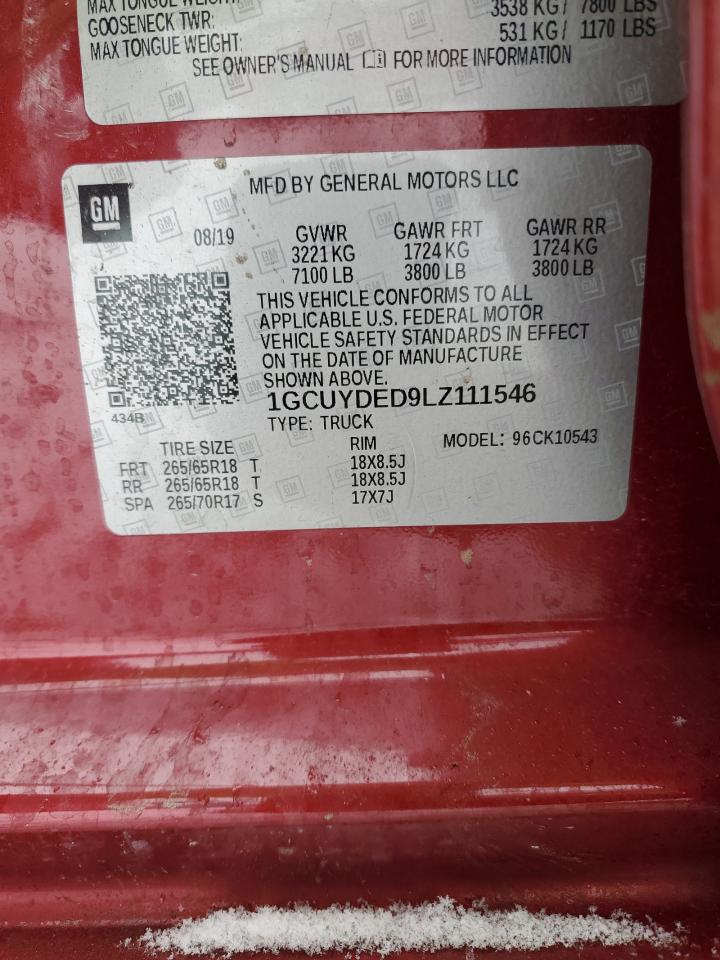 MAX TONGUE WEIGHT:
GOOSENECK TWR: 3538 KG / 7800 LBS
MAX TONGUE WEIGHT: 531 KG / 1170 LBS
SEE OWNER'S MANUAL FOR MORE INFORMATION
GM
MFD BY GENERAL MOTORS LLC
08/19
GVWR GAWR FRT GAWR RR
3221 KG 1724 KG 1724 KG
7100 LB 3800 LB 3800 LB
THIS VEHICLE CONFORMS TO ALL
APPLICABLE U.S. FEDERAL MOTOR
VEHICLE SAFETY STANDARDS IN EFFECT
ON THE DATE OF MANUFACTURE
SHOWN ABOVE.
434B
1GCUYDED9LZ111546
TYPE: TRUCK
MODEL: 96CK10543
TIRE SIZE RIM
FRT 265/65R18 T 18X8.5J
RR 265/65R18 T 18X8.5J
SPA 265/70R17 S 17X7J